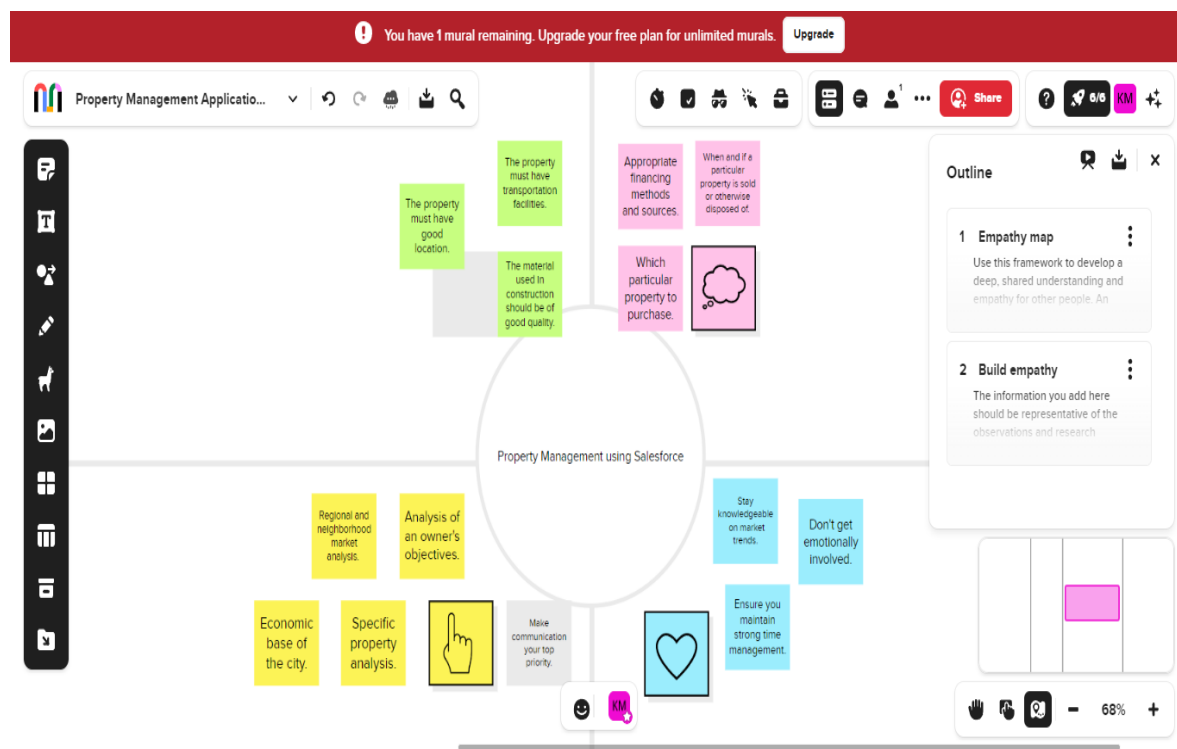 You have 1 mural remaining. Upgrade your free plan for unlimited murals.
Upgrade
Property Management Applicatio...
1
Share
6/6
KM
The property
must have
transportation
facilities.
The property
must have
good
location.
The material
used in
construction
should be of
good quality.
Appropriate
financing
methods
and sources.
When and if a
particular
property is sold
or otherwise
disposed of.
Which
particular
property to
purchase.
Outline
1 Empathy map
Use this framework to develop a
deep, shared understanding and
empathy for other people. An
2 Build empathy
The information you add here
should be representative of the
observations and research
Property Management using Salesforce
Regional and
neighborhood
market
analysis.
Analysis of
an owner's
objectives.
Economic
base of
the city.
Specific
property
analysis.
Make
communication
your top
priority.
Stay
knowledgeable
on market
trends.
Don't get
emotionally
involved.
Ensure you
maintain
strong time
management.
KM
68%